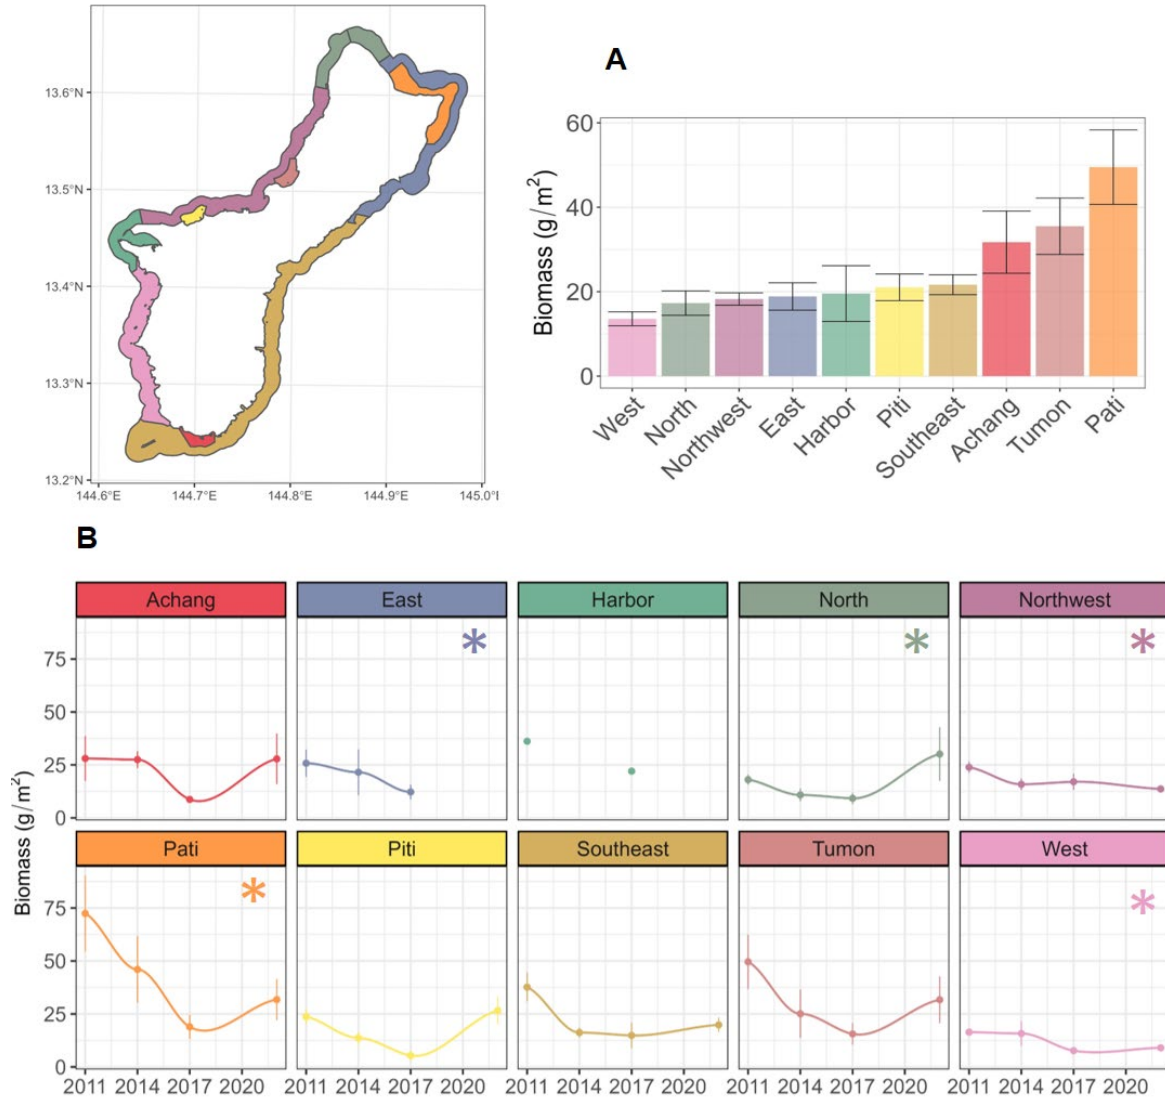 A
13.6°N
13.5°N
13.4°N
13.3°N
13.2°N
144.6°E
144.7°E
144.8°E
144.9°E
145.0°
Biomass (g/m²)
60
40
20
0
West
North
Northwest
East
Harbor
Piti
Southeast
Achang
Tumon
Pati
B
Biomass (g/m²)
Achang
East
Harbor
North
Northwest
75
50
25
0
*
*
*
Pati
Piti
Southeast
Tumon
West
75
50
25
0
*
*
2011 2014 2017 2020
2011 2014 2017 2020
2011 2014 2017 2020
2011 2014 2017 2020
2011 2014 2017 2020